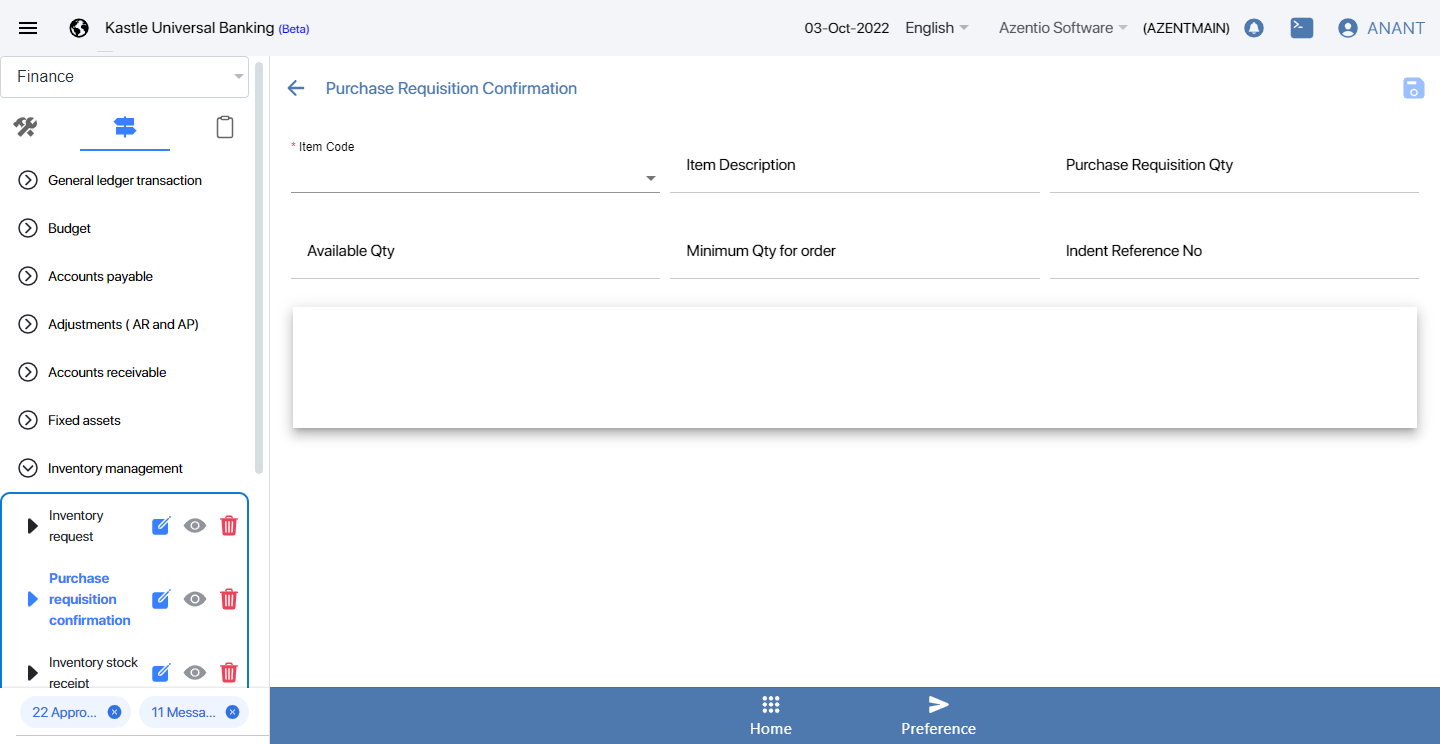 Kastle Universal Banking (Beta)
03-Oct-2022 English Azentio Software (AZENTMAIN) ANANT
Finance
General ledger transaction
Budget
Accounts payable
Adjustments ( AR and AP)
Accounts receivable
Fixed assets
Inventory management
Inventory
request
Purchase
requisition
confirmation
Inventory stock
receipt
22 Appro... 11 Messa...
Purchase Requisition Confirmation
* Item Code
Item Description
Purchase Requisition Qty
Available Qty
Minimum Qty for order
Indent Reference No
Home
Preference